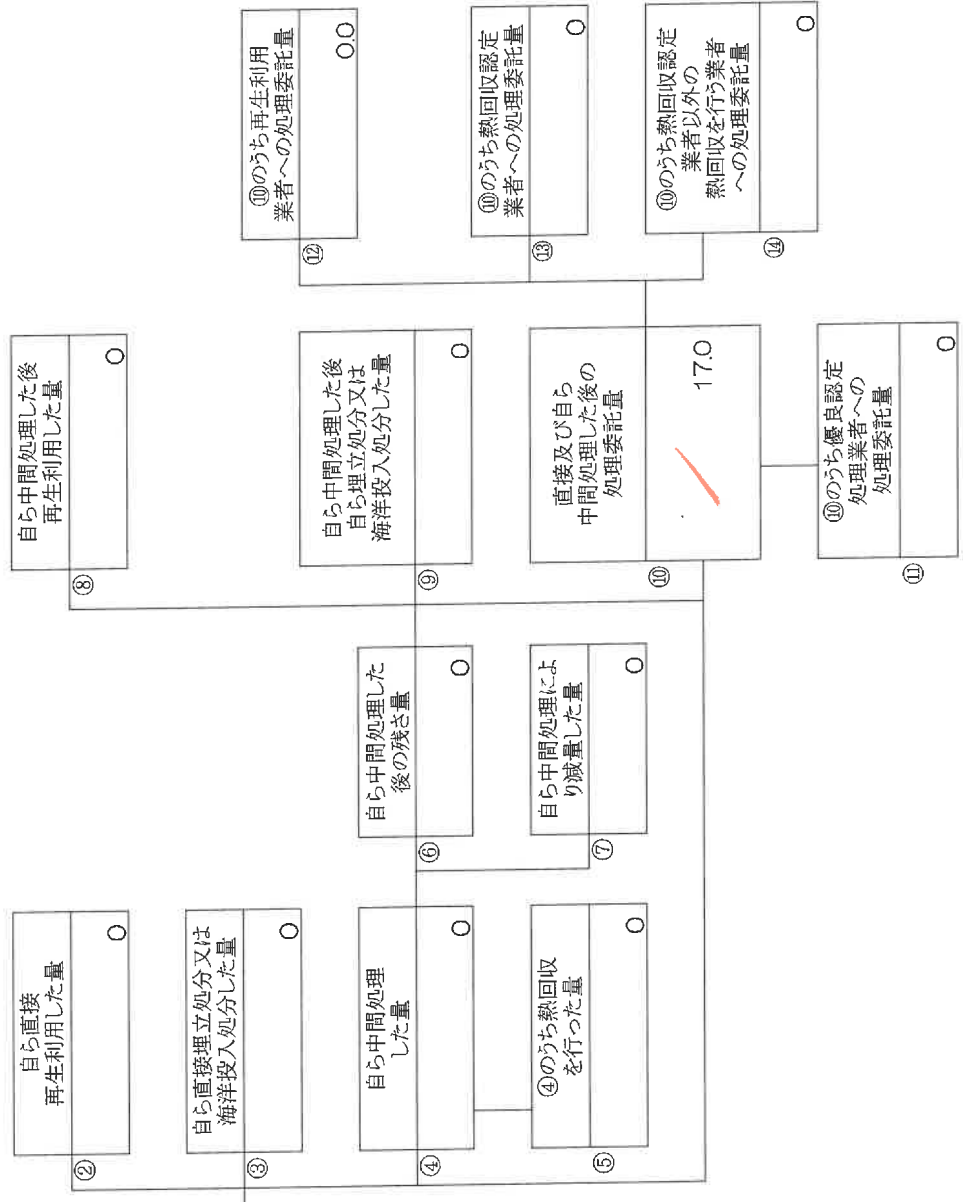 ②
自ら直接
再生利用した量
0
③
自ら直接埋立処分又は
海洋投入処分した量
0
④
自ら中間処理
した量
0
⑤
④のうち熱回収
を行った量
0
⑥
自ら中間処理した
後の残さ量
0
⑦
自ら中間処理によ
り減量した量
0
⑧
自ら中間処理した後
再生利用した量
0
⑨
自ら中間処理した後
自ら埋立処分又は
海洋投入処分した量
0
⑩
直接及び自ら
中間処理した後の
処理委託量
17.0
⑪
⑩のうち優良認定
処理業者への
処理委託量
0
⑫
⑩のうち再生利用
業者への処理委託量
0.0
⑬
⑩のうち熱回収認定
業者への処理委託量
0
⑭
⑩のうち熱回収認定
業者以外の
熱回収を行う業者
への処理委託量
0